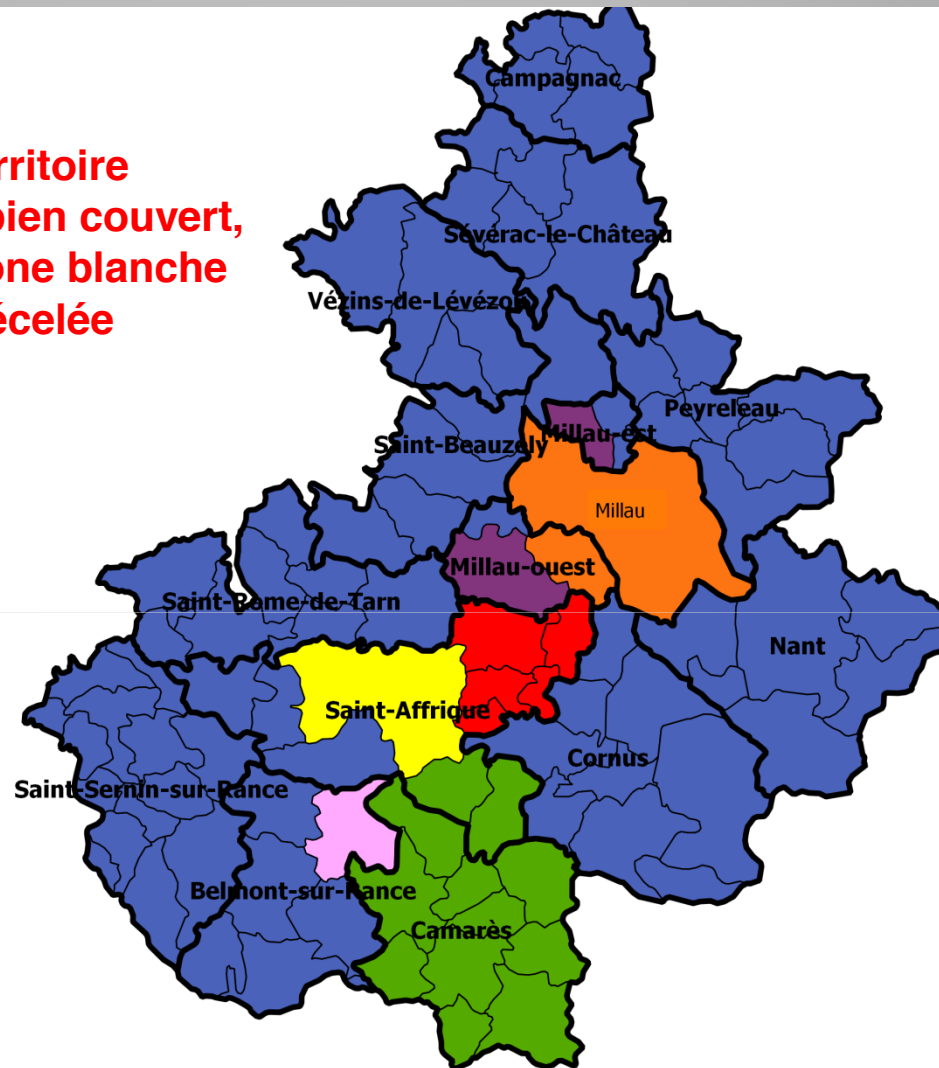 Campagnac
rritoire
bien couvert,
Sévérac-le-Château
one blanche
Vézins-de-Lévézou
écelée
Peyreleau
Millau-est
Saint-Beauzely
Millau
Millau-ouest
Saint-Rome-de-Tarn
Nant
Saint-Affrique
Cornus
Saint-Sernin-sur-Rance
Belmont-sur-Rance
Camarès